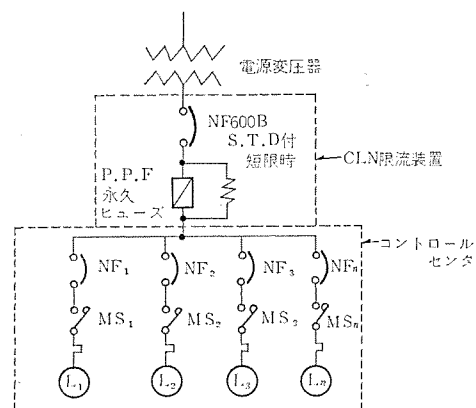 電源変圧器
NF600B
S.T.D付
短限時
CLN限流装置
P.P.F
永久
ヒューズ
コントロール
センタ
NF1 NF2 NF3 NFn
MS1 MS2 MS3 MSn
L1 L2 L3 Ln